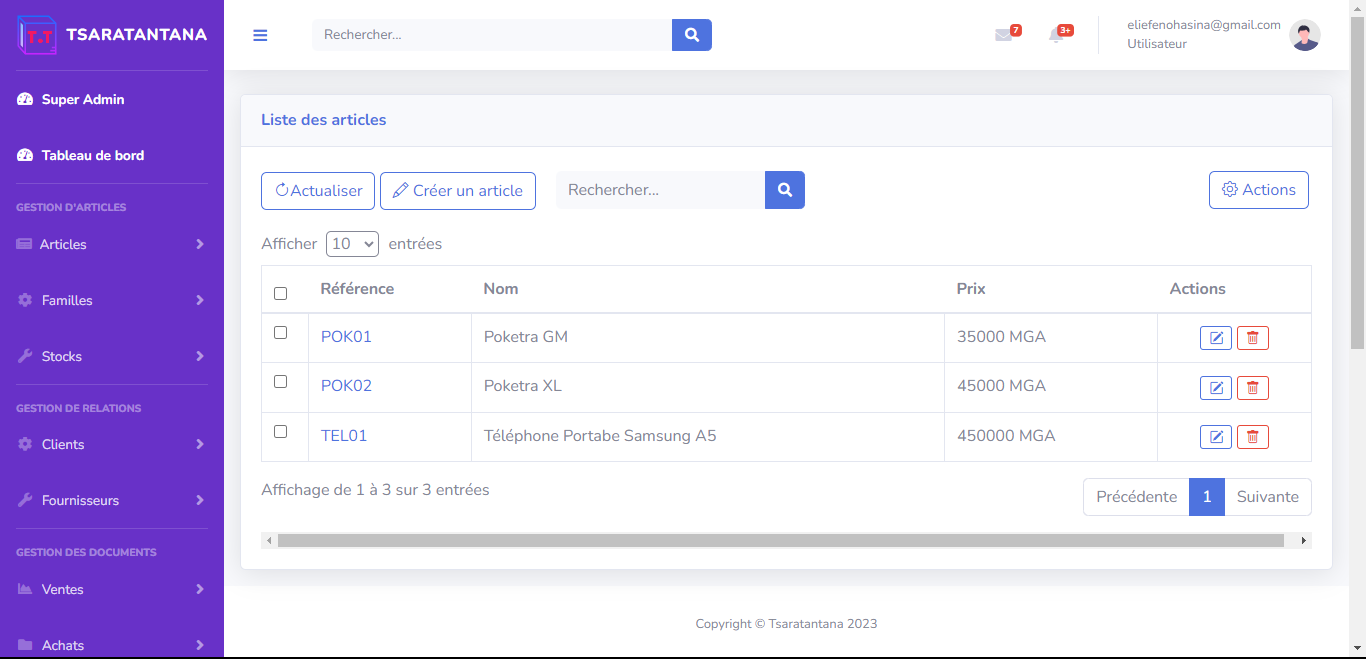 T.T TSARATANTANA
Super Admin
Tableau de bord
GESTION D'ARTICLES
Articles
Familles
Stocks
GESTION DE RELATIONS
Clients
Fournisseurs
GESTION DES DOCUMENTS
Ventes
Achats
Rechercher...
7
3+
eliefenohasina@gmail.com
Utilisateur
Liste des articles
Actualiser Créer un article Rechercher... Actions
Afficher 10 entrées
Référence Nom Prix Actions
POK01 Poketra GM 35000 MGA
POK02 Poketra XL 45000 MGA
TEL01 Téléphone Portabe Samsung A5 450000 MGA
Affichage de 1 à 3 sur 3 entrées
Précédente 1 Suivante
Copyright © Tsaratantana 2023